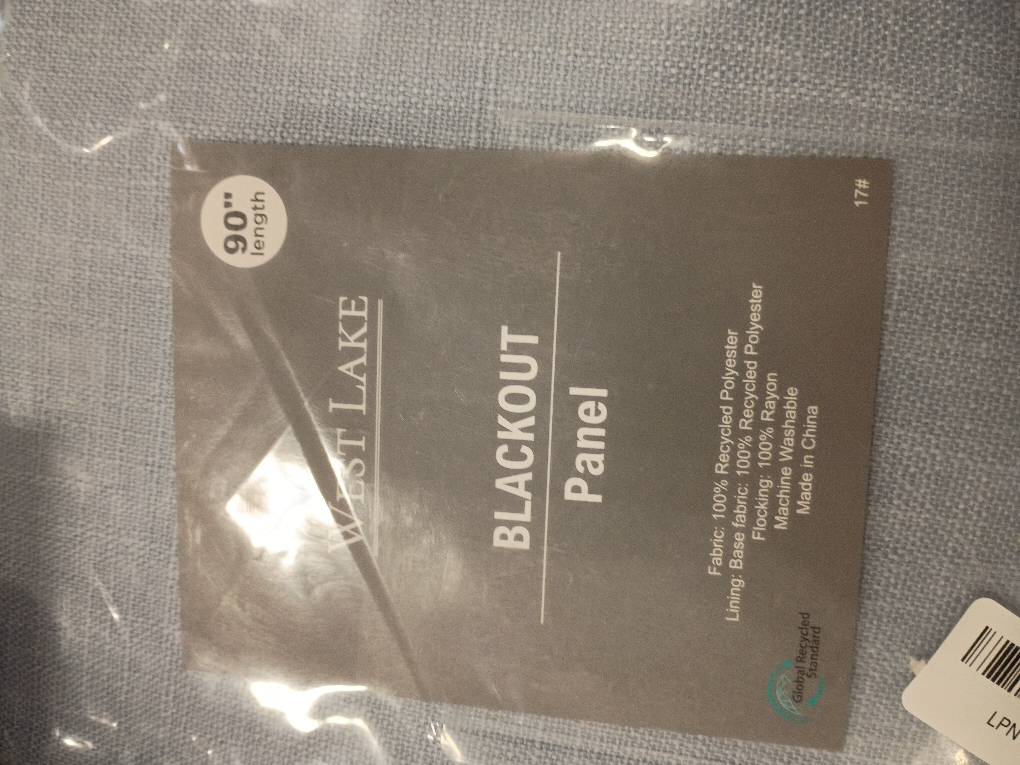 90"
length
WEST LAKE
BLACKOUT
Panel
Fabric: 100% Recycled Polyester
Lining: Base fabric: 100% Recycled Polyester
Flocking: 100% Rayon
Machine Washable
Made in China
Global Recycled
Standard
17#
LPN